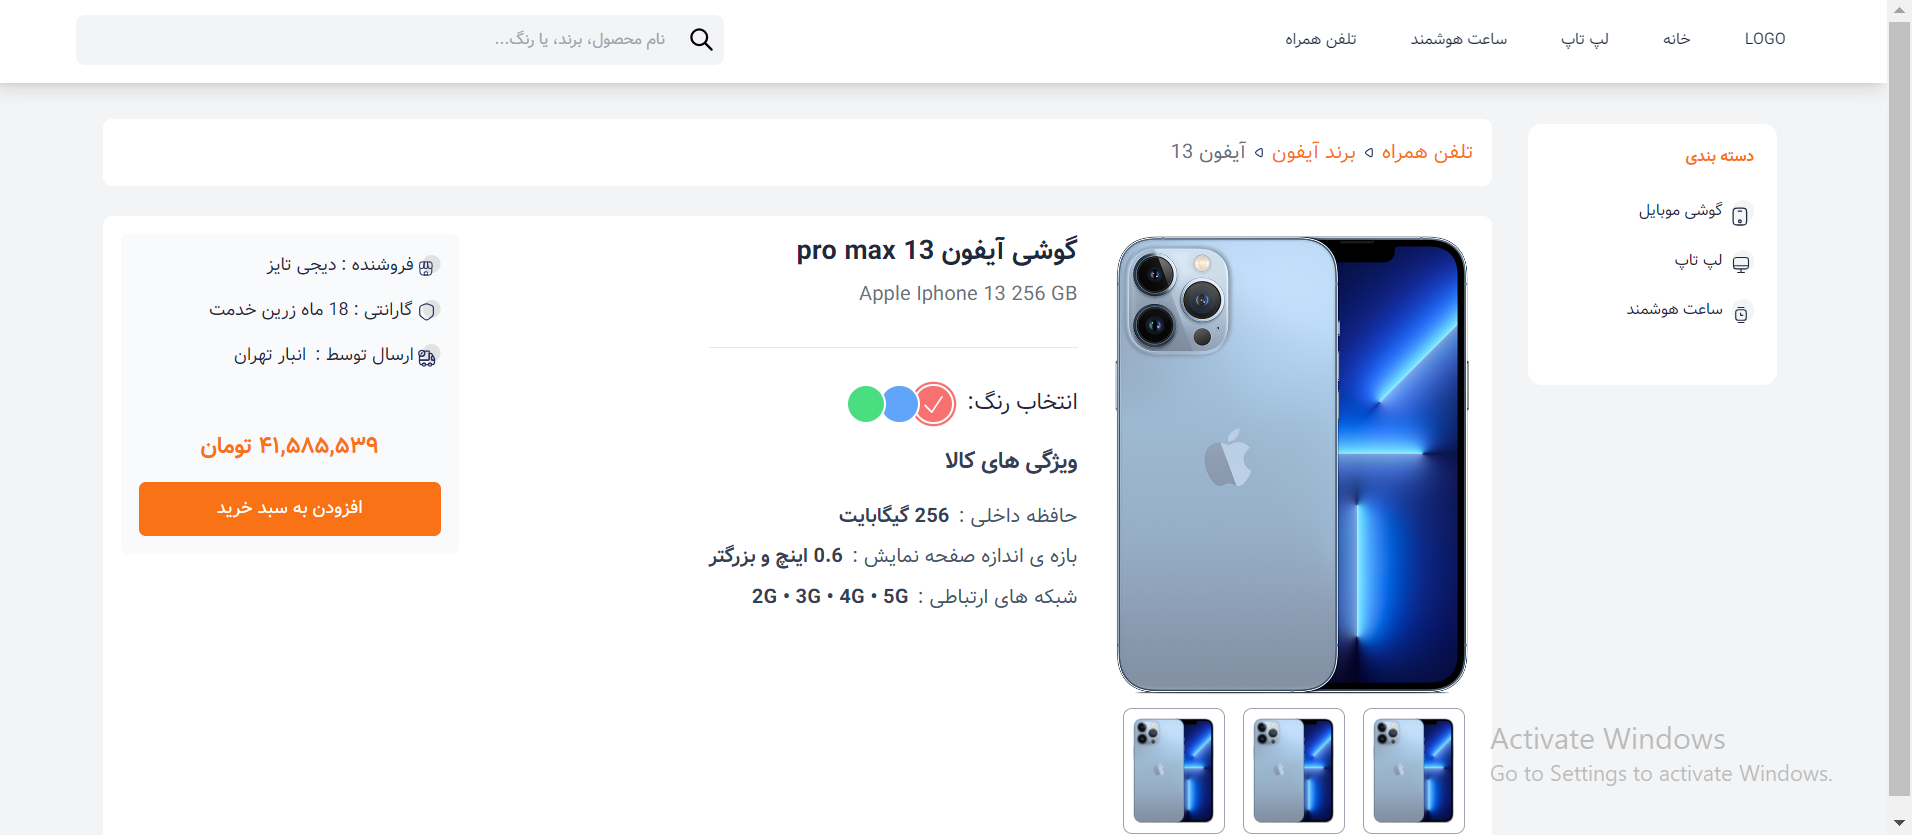 LOGO
خانه
لپ تاپ
ساعت هوشمند
تلفن همراه
نام محصول، برند، یا رنگ...
دسته بندی
گوشی موبایل
لپ تاپ
ساعت هوشمند
تلفن همراه
برند آیفون
آیفون 13
گوشی آیفون 13 pro max
Apple Iphone 13 256 GB
انتخاب رنگ:
ویژگی های کالا
حافظه داخلی : 256 گیگابایت
بازه ی اندازه صفحه نمایش : 0.6 اینچ و بزرگتر
شبکه های ارتباطی : 2G • 3G • 4G • 5G
فروشنده : دیجی تایز
گارانتی : 18 ماه زرین خدمت
ارسال توسط : انبار تهران
۴۱,۵۸۵,۵۳۹ تومان
افزودن به سبد خرید
Activate Windows
Go to Settings to activate Windows.